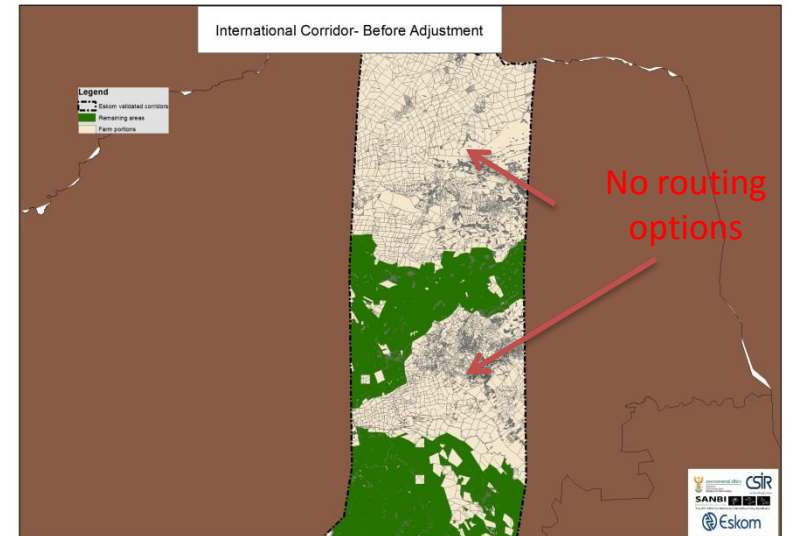 International Corridor- Before Adjustment
Legend
Eskom validated corridors
Remaining areas
Farm portions
No routing
options
environmental affairs
CSIR
SANBI
Eskom